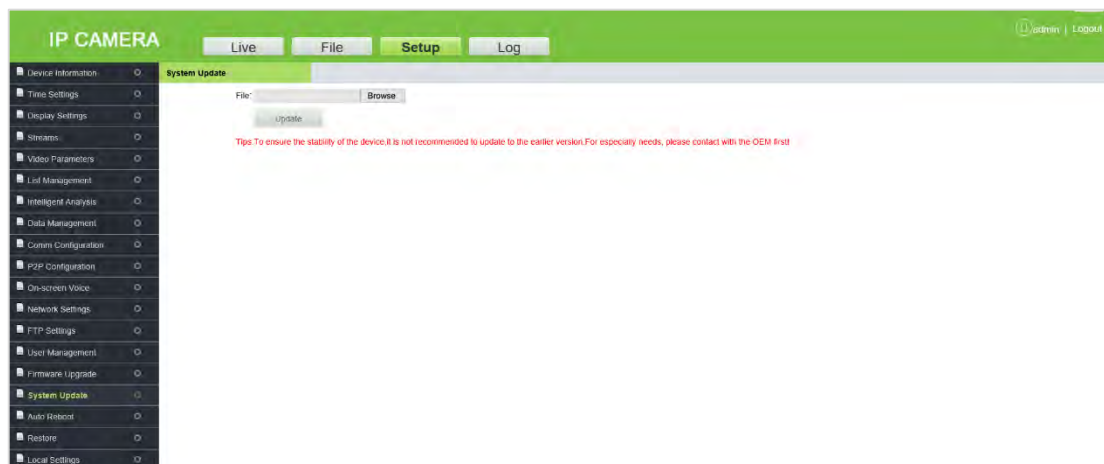 IP CAMERA
Live File Setup Log
admin | Logout
Device Information
Time Settings
Display Settings
Streams
Video Parameters
List Management
Intelligent Analysis
Data Management
Comm Configuration
P2P Configuration
On-screen Voice
Network Settings
FTP Settings
User Management
Firmware Upgrade
System Update
Auto Reboot
Restore
Local Settings
System Update
File: Browse
Update
Tips:To ensure the stability of the device,It is not recommended to update to the earlier version.For especially needs, please contact with the OEM first!